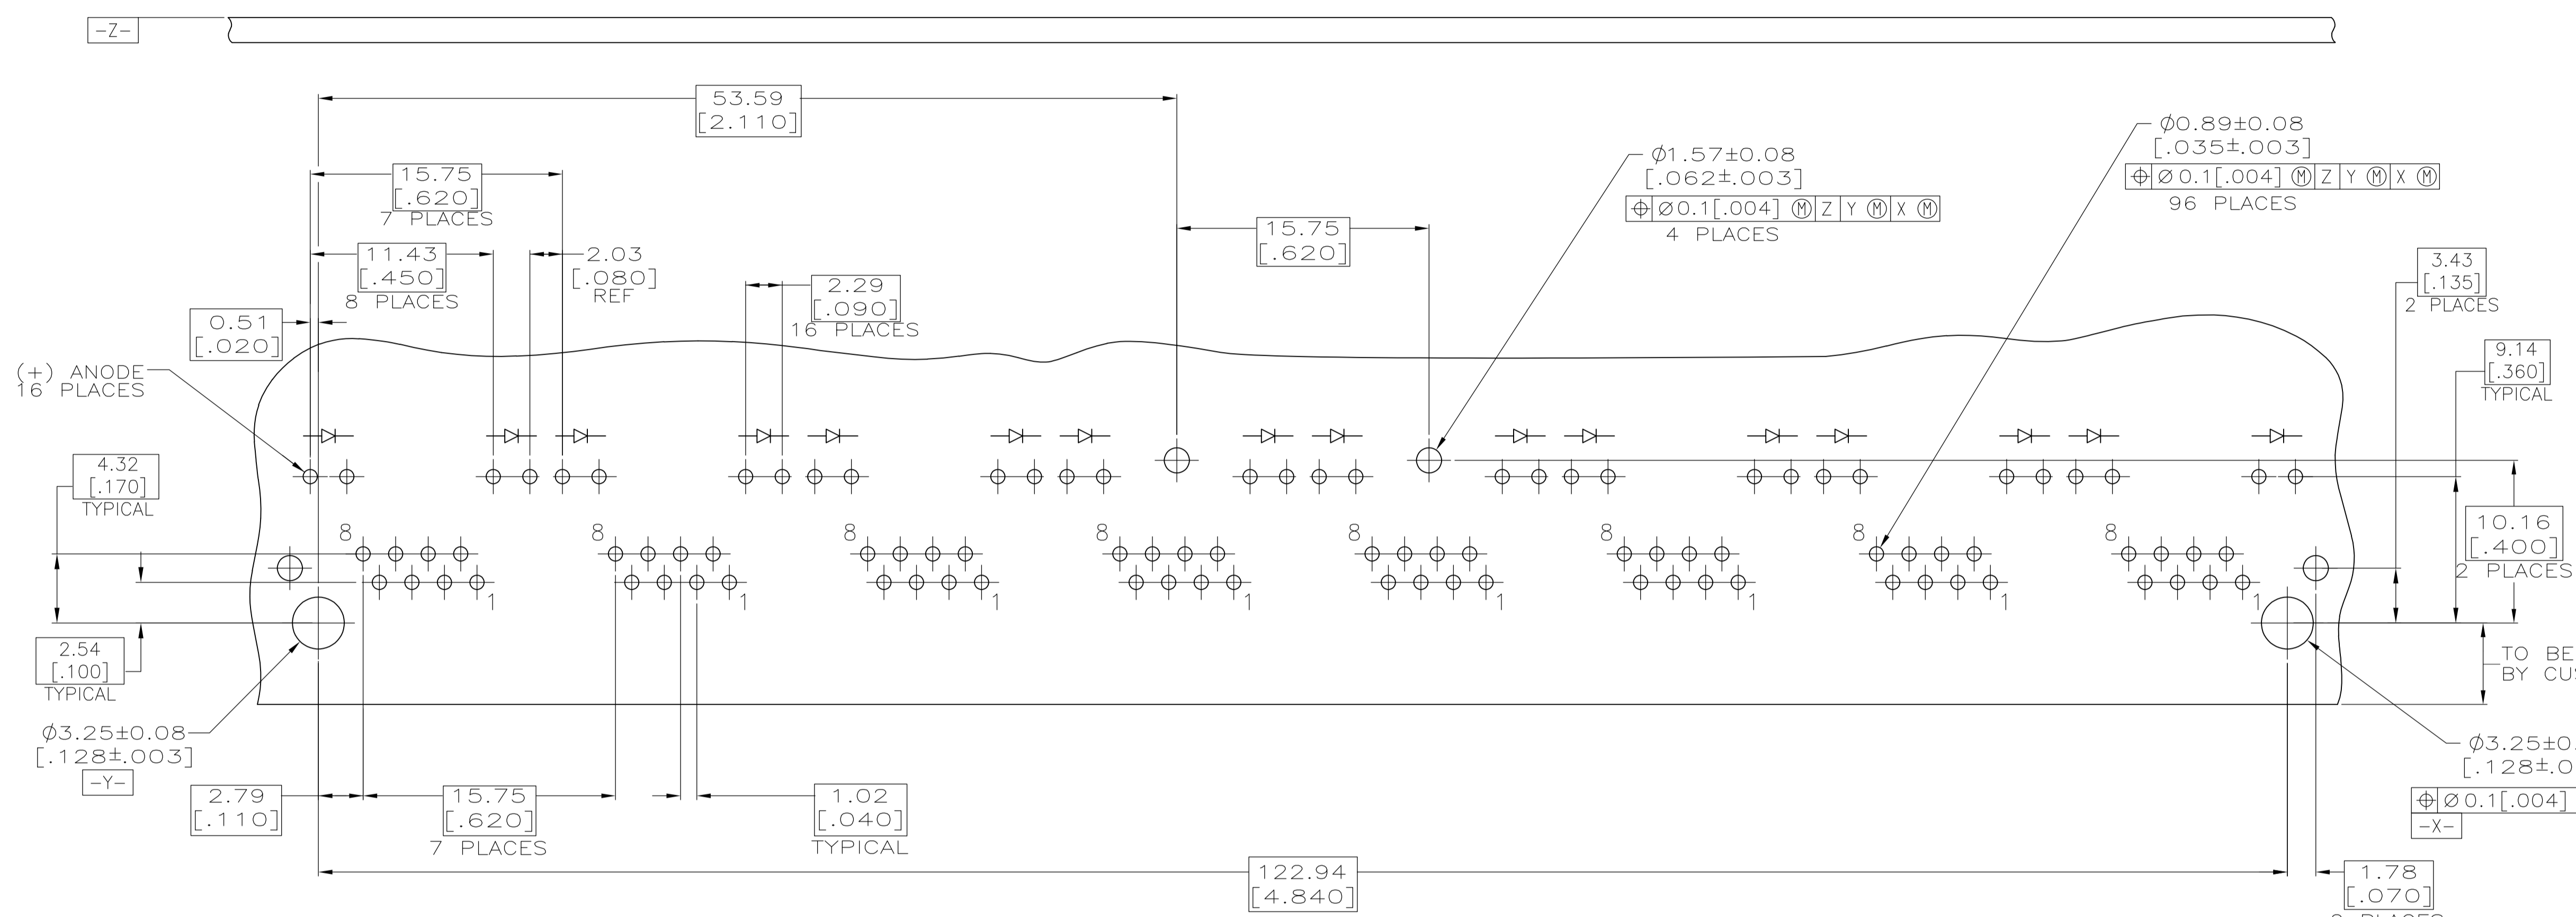 -Z-
53.59
[2.110]
15.75
[.620]
7 PLACES
11.43
[.450]
8 PLACES
2.03
[.080]
REF
2.29
[.090]
16 PLACES
0.51
[.020]
(+) ANODE
16 PLACES
15.75
[.620]
Ø1.57±0.08
[.062±.003]
⌖ Ø0.1[.004] Ⓜ Z Y Ⓜ X Ⓜ
4 PLACES
Ø0.89±0.08
[.035±.003]
⌖ Ø0.1[.004] Ⓜ Z Y Ⓜ X Ⓜ
96 PLACES
3.43
[.135]
2 PLACES
9.14
[.360]
TYPICAL
4.32
[.170]
TYPICAL
8 8 8 8 8 8 8 8
1 1 1 1 1 1 1 1
10.16
[.400]
2 PLACES
2.54
[.100]
TYPICAL
TO BE
BY
Ø3.25±0.08
[.128±.003]
-Y-
2.79
[.110]
15.75
[.620]
7 PLACES
1.02
[.040]
TYPICAL
Ø3.25±0.
[.128±.0
⌖ Ø0.1[.004]
-X-
122.94
[4.840]
1.78
[.070]